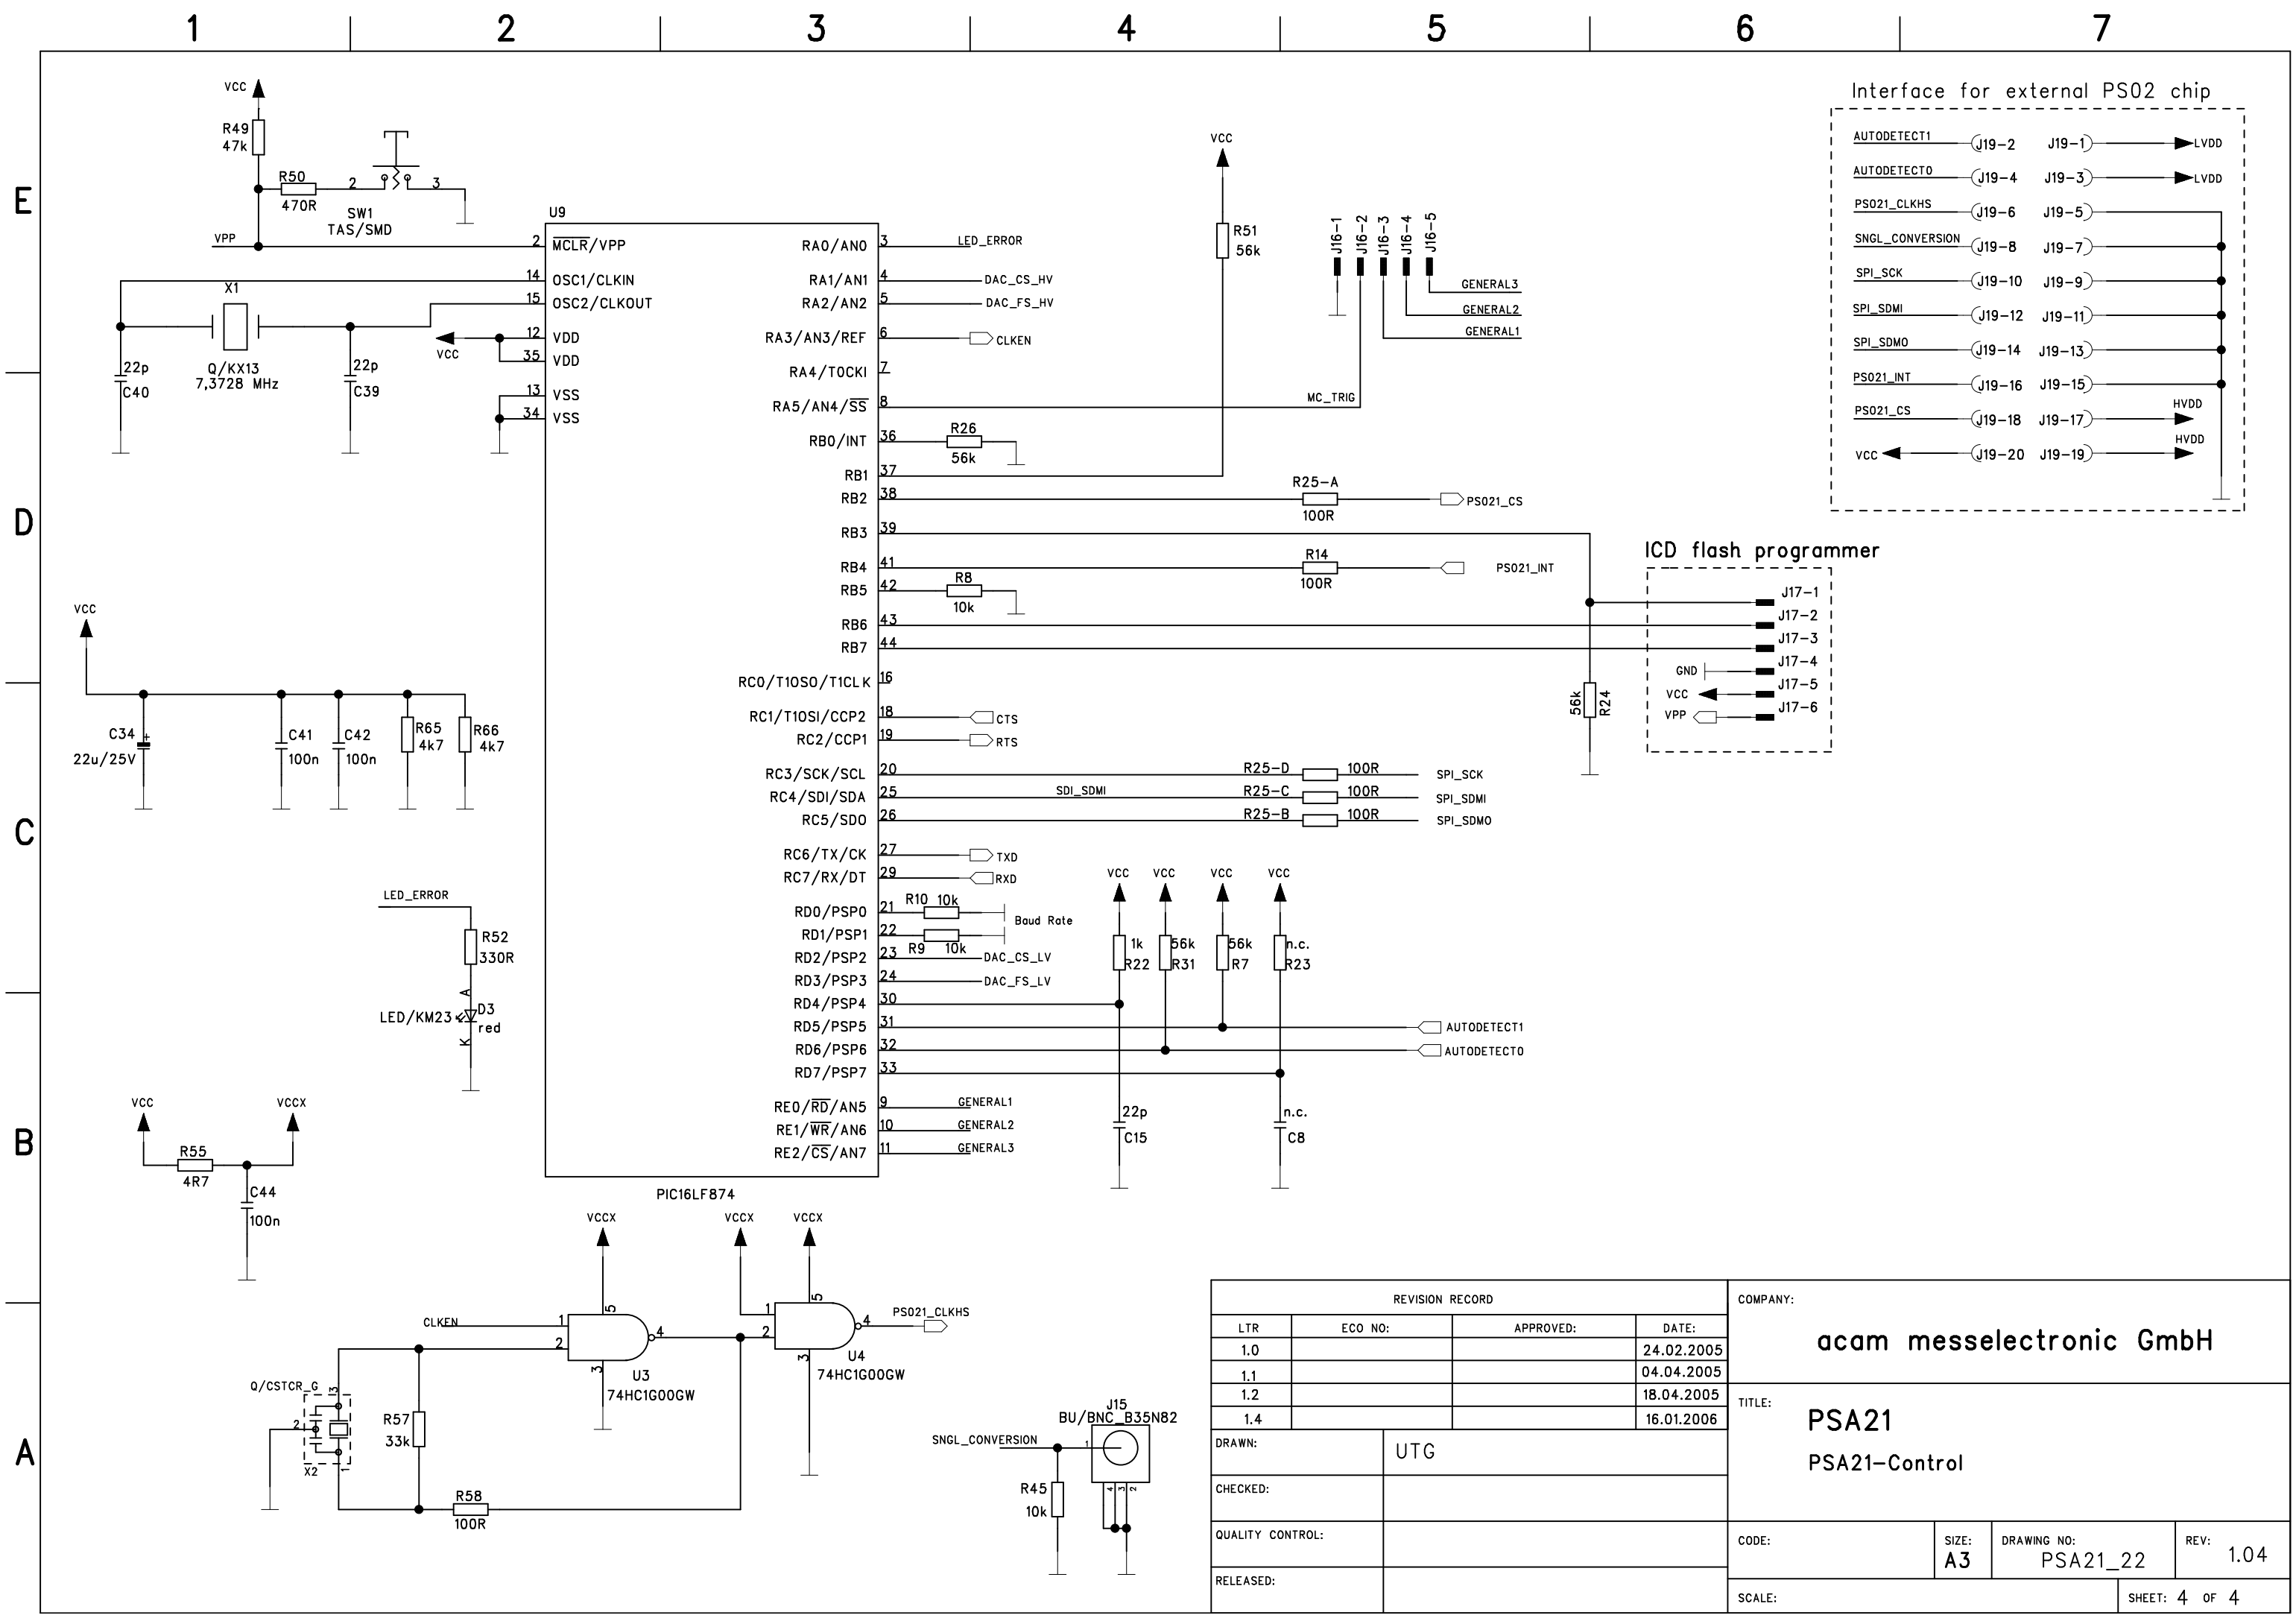 1 2 3 4 5 6 7
E
D
C
B
A
VCC
R49
47k
R50
470R
2 3
SW1
TAS/SMD
VPP
X1
Q/KX13
7,3728 MHz
22p
C40
22p
C39
VCC
U9
2 MCLR/VPP
14 OSC1/CLKIN
15 OSC2/CLKOUT
12 VDD
35 VDD
13 VSS
34 VSS
RA0/AN0 3 LED_ERROR
RA1/AN1 4 DAC_CS_HV
RA2/AN2 5 DAC_FS_HV
RA3/AN3/REF 6 CLKEN
RA4/T0CKI 7
RA5/AN4/SS 8 MC_TRIG
RB0/INT 36 R26 56k
RB1 37
RB2 38 R25-A 100R PS021_CS
RB3 39
RB4 41 R14 100R PS021_INT
RB5 42 R8 10k
RB6 43
RB7 44
RC0/T1OSO/T1CLK 16
RC1/T1OSI/CCP2 18 CTS
RC2/CCP1 19 RTS
RC3/SCK/SCL 20 R25-D 100R SPI_SCK
RC4/SDI/SDA 25 SDI_SDMI R25-C 100R SPI_SDMI
RC5/SDO 26 R25-B 100R SPI_SDMO
RC6/TX/CK 27 TXD
RC7/RX/DT 29 RXD
RD0/PSP0 21 R10 10k
Baud Rate
RD1/PSP1 22 R9 10k
RD2/PSP2 23 DAC_CS_LV
RD3/PSP3 24 DAC_FS_LV
RD4/PSP4 30
RD5/PSP5 31 AUTODETECT1
RD6/PSP6 32 AUTODETECT0
RD7/PSP7 33
RE0/RD/AN5 9 GENERAL1
RE1/WR/AN6 10 GENERAL2
RE2/CS/AN7 11 GENERAL3
PIC16LF874
VCC
R51
56k
J16-1
J16-2
J16-3
J16-4
J16-5
GENERAL3
GENERAL2
GENERAL1
Interface for external PS02 chip
AUTODETECT1 J19-2 J19-1 LVDD
AUTODETECT0 J19-4 J19-3 LVDD
PS021_CLKHS J19-6 J19-5
SNGL_CONVERSION J19-8 J19-7
SPI_SCK J19-10 J19-9
SPI_SDMI J19-12 J19-11
SPI_SDMO J19-14 J19-13
PS021_INT J19-16 J19-15
PS021_CS J19-18 J19-17 HVDD
VCC J19-20 J19-19 HVDD
ICD flash programmer
J17-1
J17-2
J17-3
GND J17-4
VCC J17-5
VPP J17-6
56k
R24
VCC
C34
22u/25V
+
C41
100n
C42
100n
R65
4k7
R66
4k7
LED_ERROR
R52
330R
A
LED/KM23
D3
red
K
VCC VCC VCC VCC
1k 56k 56k n.c.
R22 R31 R7 R23
22p
C15
n.c.
C8
VCC VCCX
R55
4R7
C44
100n
VCCX VCCX VCCX
CLKEN
1 2 3 4 5
U3
74HC1G00GW
1 2 3 4 5
U4
74HC1G00GW
PS021_CLKHS
Q/CSTCR_G
3
2
1
X2
R57
33k
R58
100R
J15
BU/BNC_B35N82
SNGL_CONVERSION
1
4 3 2
R45
10k
REVISION RECORD
LTR ECO NO: APPROVED: DATE:
1.0 24.02.2005
1.1 04.04.2005
1.2 18.04.2005
1.4 16.01.2006
DRAWN: UTG
CHECKED:
QUALITY CONTROL:
RELEASED:
COMPANY:
acam messelectronic GmbH
TITLE:
PSA21
PSA21-Control
CODE:
SIZE:
A3
DRAWING NO:
PSA21_22
REV:
1.04
SCALE:
SHEET: 4 OF 4